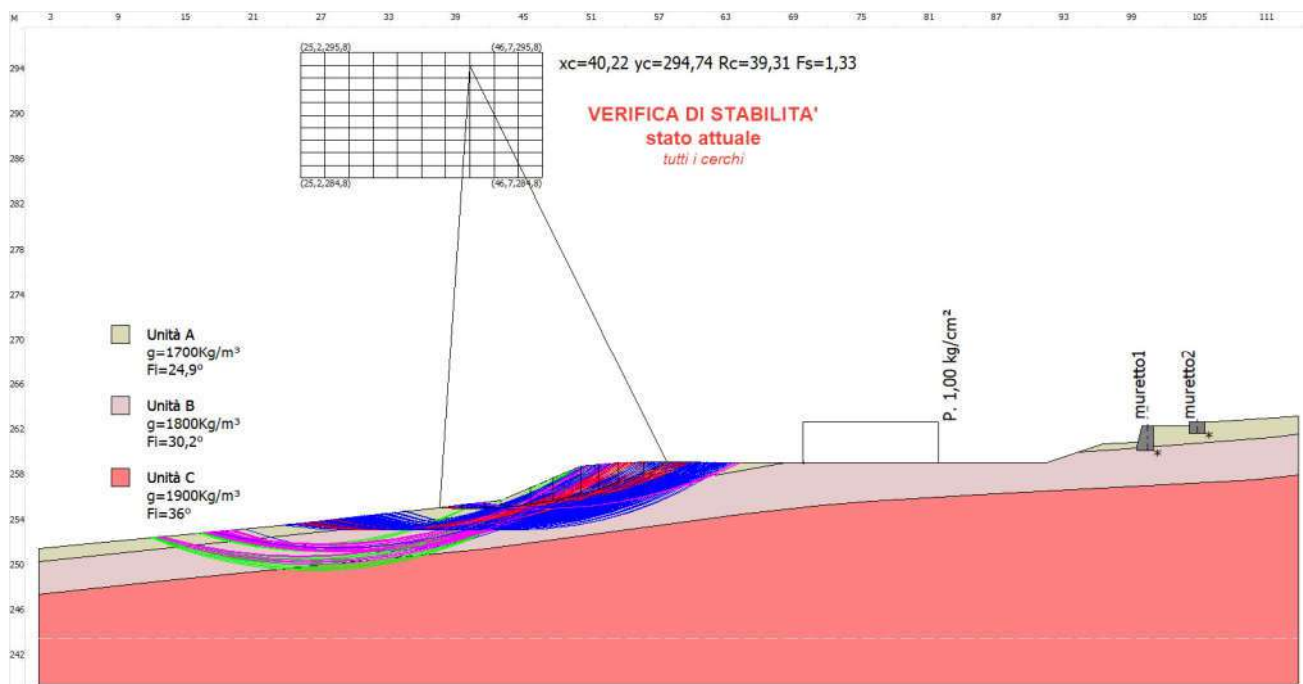 M 3 9 15 21 27 33 39 45 51 57 63 69 75 81 87 93 99 105 111
(25,2,295,8) (46,7,295,8)
xc=40,22 yc=294,74 Rc=39,31 Fs=1,33
294
VERIFICA DI STABILITA'
290
stato attuale
286
tutti i cerchi
(25,2,284,8) (46,7,284,8)
282
278
274
270
266
262
258
254
250
246
242
Unità A
g=1700Kg/m³
Fi=24,9º
Unità B
g=1800Kg/m³
Fi=30,2º
Unità C
g=1900Kg/m³
Fi=36º
P. 1,00 kg/cm²
muretto1
muretto2
*
*